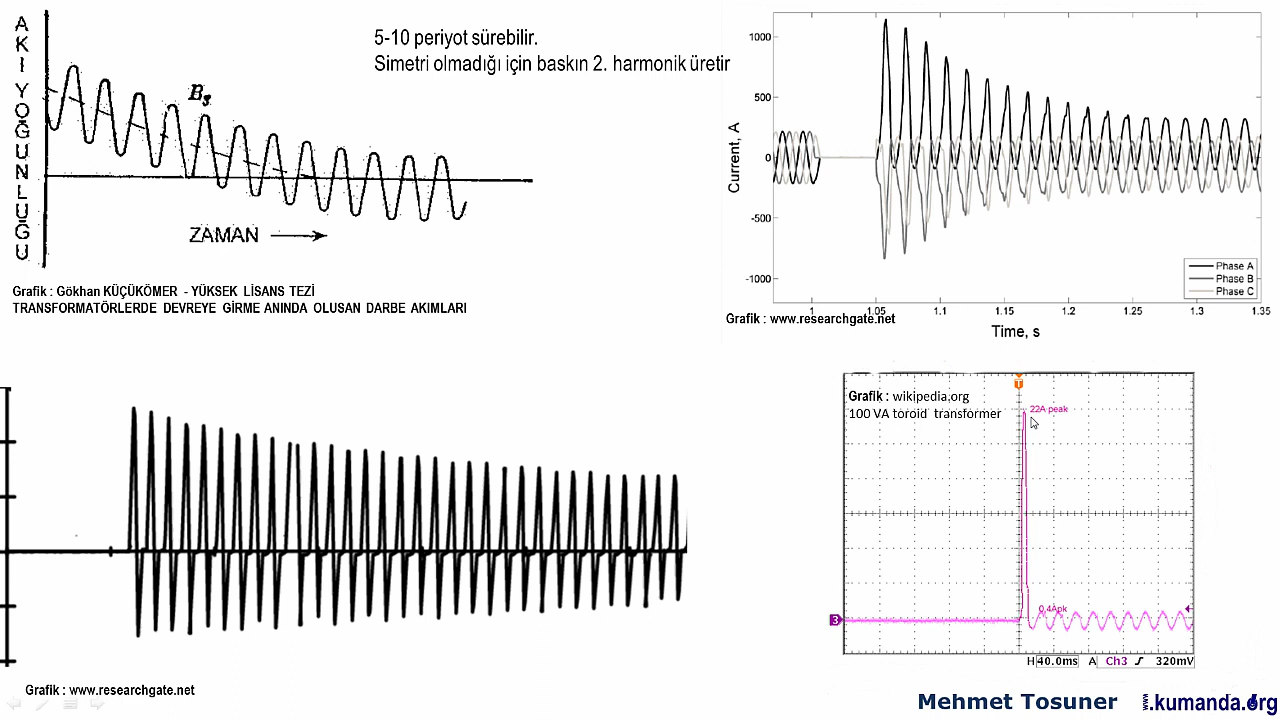 AKI YOĞUNLUĞU
5-10 periyot sürebilir.
Simetri olmadığı için baskın 2. harmonik üretir
Bs
ZAMAN
Grafik : Gökhan KÜÇÜKÖMER - YÜKSEK LİSANS TEZİ
TRANSFORMATÖRLERDE DEVREYE GİRME ANINDA OLUSAN DARBE AKIMLARI
Current, A
1000
500
0
-500
-1000
Phase A
Phase B
Phase C
1
1.05
1.1
1.15
1.2
1.25
1.3
1.35
Grafik : www.researchgate.net
Time, s
T
Grafik : wikipedia.org
100 VA toroid transformer
22A peak
0.4Apk
3
H 40.0ms A Ch3 320mV
Grafik : www.researchgate.net
Mehmet Tosuner
www.kumanda.org